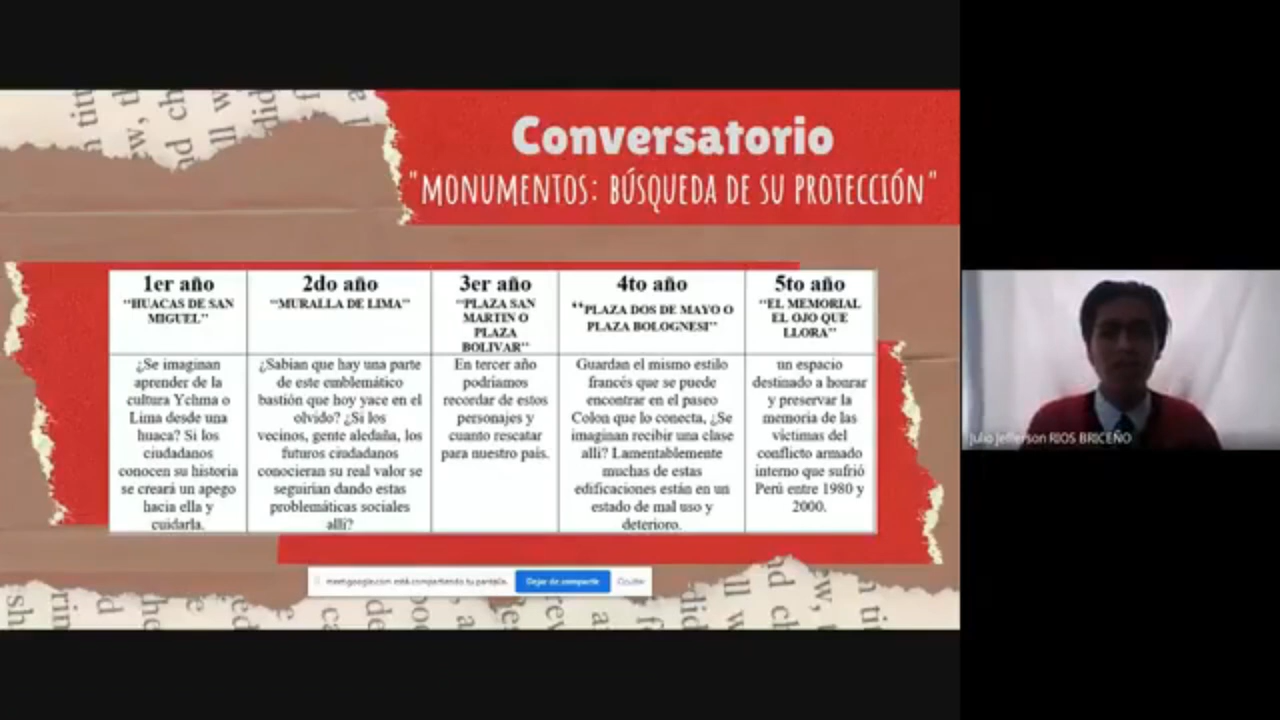 Conversatorio
"MONUMENTOS: BÚSQUEDA DE SU PROTECCIÓN"
1er año
"HUACAS DE SAN
MIGUEL"
¿Se imaginan
aprender de la
cultura Ychma o
Lima desde una
huaca? Si los
ciudadanos
conocen su historia
se creará un apego
hacia ella y
cuidarla.
2do año
"MURALLA DE LIMA"
¿Sabían que hay una parte
de este emblemático
bastión que hoy yace en el
olvido? ¿Si los
vecinos, gente aledaña, los
futuros ciudadanos
conocieran su real valor se
seguirían dando estas
problemáticas sociales
allí?
3er año
"PLAZA SAN
MARTIN O
PLAZA
BOLIVAR"
En tercer año
podríamos
recordar de estos
personajes y
cuanto rescatar
para nuestro país.
4to año
"PLAZA DOS DE MAYO O
PLAZA BOLOGNESI"
Guardan el mismo estilo
francés que se puede
encontrar en el paseo
Colon que lo conecta, ¿Se
imaginan recibir una clase
allí? Lamentablemente
muchas de estas
edificaciones están en un
estado de mal uso y
deterioro.
5to año
"EL MEMORIAL
EL OJO QUE
LLORA"
un espacio
destinado a honrar
y preservar la
memoria de las
víctimas del
conflicto armado
interno que sufrió
Perú entre 1980 y
2000.
meet.google.com está compartiendo tu pantalla.
Dejar de compartir
Ocultar
Julio Jefferson RIOS BRICEÑO